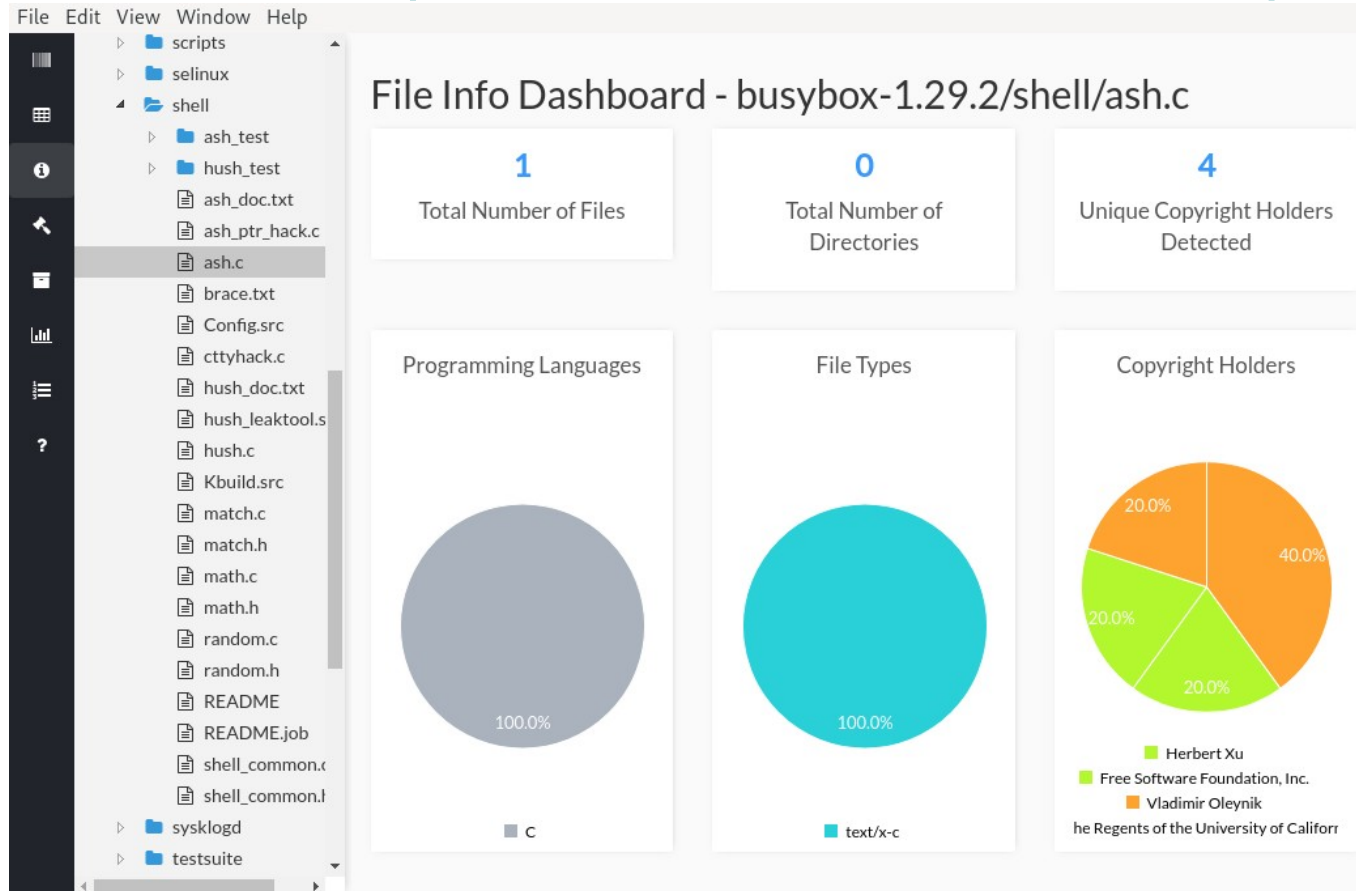 File Edit View Window Help
scripts
selinux
shell
ash_test
hush_test
ash_doc.txt
ash_ptr_hack.c
ash.c
brace.txt
Config.src
cttyhack.c
hush_doc.txt
hush_leaktool.s
hush.c
Kbuild.src
match.c
match.h
math.c
math.h
random.c
random.h
README
README.job
shell_common.c
shell_common.h
sysklogd
testsuite
?
File Info Dashboard - busybox-1.29.2/shell/ash.c
1
Total Number of Files
0
Total Number of
Directories
4
Unique Copyright Holders
Detected
Programming Languages
100.0%
C
File Types
100.0%
text/x-c
Copyright Holders
20.0%
40.0%
20.0%
20.0%
Herbert Xu
Free Software Foundation, Inc.
Vladimir Oleynik
he Regents of the University of Californ